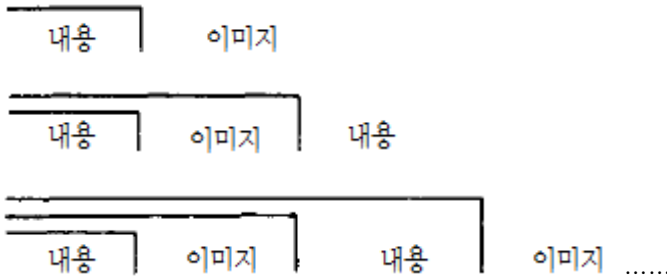 내용 이미지
내용 이미지 내용
내용 이미지 내용 이미지 ......